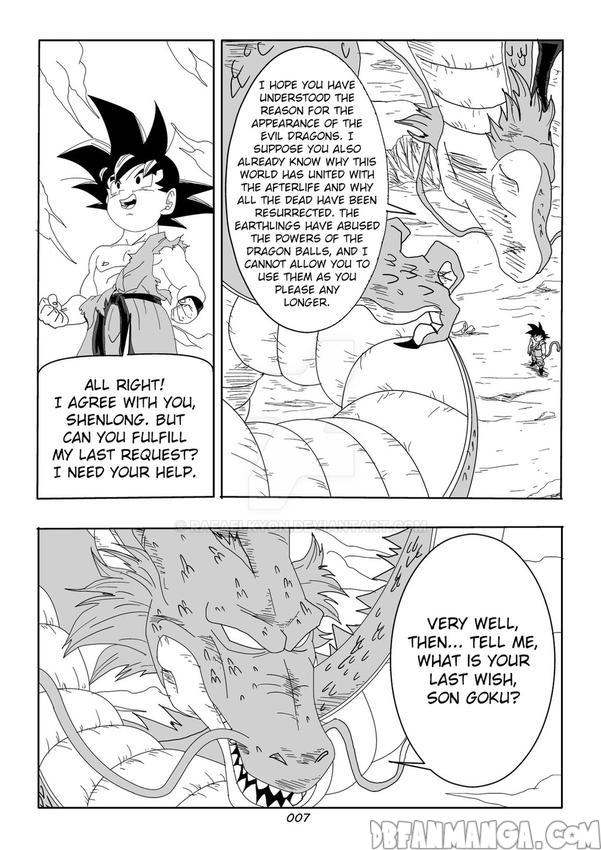 I HOPE YOU HAVE
UNDERSTOOD THE
REASON FOR THE
APPEARANCE OF THE
EVIL DRAGONS. I
SUPPOSE YOU ALSO
ALREADY KNOW WHY THIS
WORLD HAS UNITED WITH
THE AFTERLIFE AND WHY
ALL THE DEAD HAVE BEEN
RESURRECTED. THE
EARTHLINGS HAVE ABUSED
THE POWERS OF THE
DRAGON BALLS, AND I
CANNOT ALLOW YOU TO
USE THEM AS YOU
PLEASE ANY
LONGER.
ALL RIGHT!
I AGREE WITH YOU,
SHENLONG. BUT
CAN YOU FULFILL
MY LAST REQUEST?
I NEED YOUR HELP.
© RAFAELKYON.DEVIANTART.COM
VERY WELL,
THEN... TELL ME,
WHAT IS YOUR
LAST WISH,
SON GOKU?
007
DBFANMANGA.COM